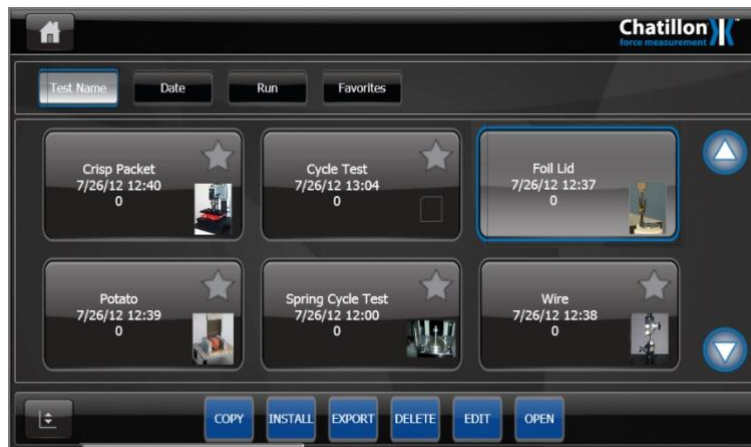 Chatillon
force measurement
Test Name
Date
Run
Favorites
Crisp Packet
7/26/12 12:40
0
Cycle Test
7/26/12 13:04
0
Foil Lid
7/26/12 12:37
0
Potato
7/26/12 12:39
0
Spring Cycle Test
7/26/12 12:00
0
Wire
7/26/12 12:38
0
COPY
INSTALL
EXPORT
DELETE
EDIT
OPEN